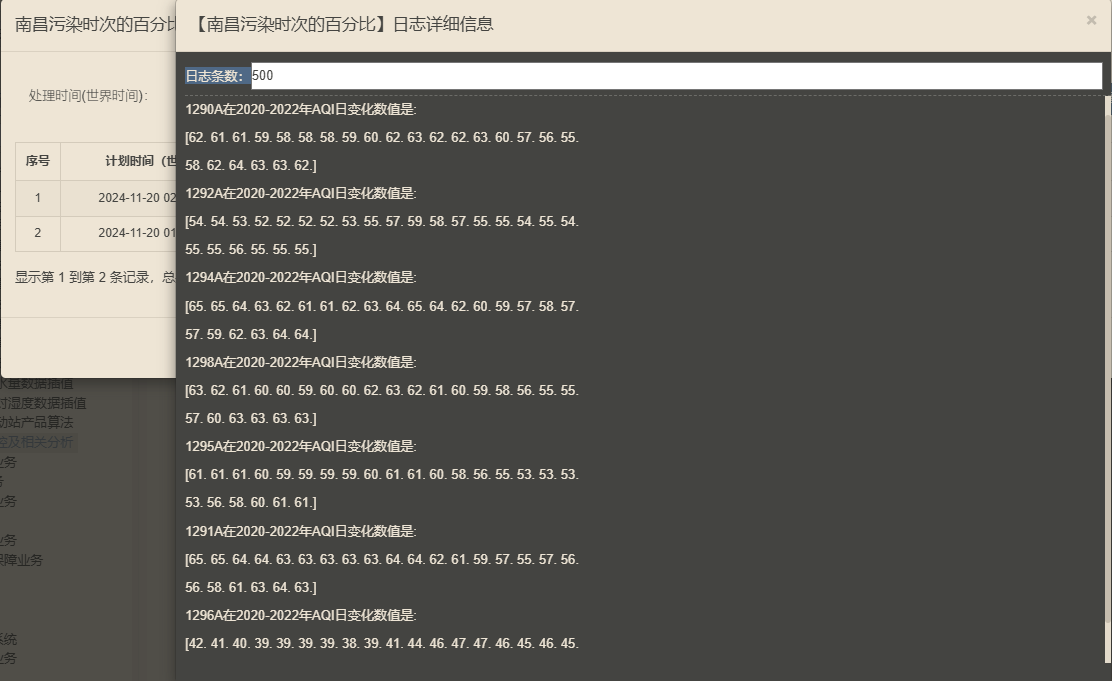 南昌污染时次的百分比
【南昌污染时次的百分比】日志详细信息
×
处理时间(世界时间):
序号 计划时间（世
1 2024-11-20 02
2 2024-11-20 01
显示第 1 到第 2 条记录，总
日志条数： 500
1290A在2020-2022年AQI日变化数值是:
[62. 61. 61. 59. 58. 58. 58. 59. 60. 62. 63. 62. 62. 63. 60. 57. 56. 55.
58. 62. 64. 63. 63. 62.]
1292A在2020-2022年AQI日变化数值是:
[54. 54. 53. 52. 52. 52. 52. 53. 55. 57. 59. 58. 57. 55. 55. 54. 55. 54.
55. 55. 56. 55. 55. 55.]
1294A在2020-2022年AQI日变化数值是:
[65. 65. 64. 63. 62. 61. 61. 62. 63. 64. 65. 64. 62. 60. 59. 57. 58. 57.
57. 59. 62. 63. 64. 64.]
1298A在2020-2022年AQI日变化数值是:
[63. 62. 61. 60. 60. 59. 60. 60. 62. 63. 62. 61. 60. 59. 58. 56. 55. 55.
57. 60. 63. 63. 63. 63.]
1295A在2020-2022年AQI日变化数值是:
[61. 61. 61. 60. 59. 59. 59. 59. 60. 61. 61. 60. 58. 56. 55. 53. 53. 53.
53. 56. 58. 60. 61. 61.]
1291A在2020-2022年AQI日变化数值是:
[65. 65. 64. 64. 63. 63. 63. 63. 63. 64. 64. 62. 61. 59. 57. 55. 57. 56.
56. 58. 61. 63. 64. 63.]
1296A在2020-2022年AQI日变化数值是:
[42. 41. 40. 39. 39. 39. 39. 38. 39. 41. 44. 46. 47. 47. 46. 45. 46. 45.
水量数据插值
时湿度数据插值
动站产品算法
控及相关分析
业务
务
业务
业务
保障业务
系统
业务